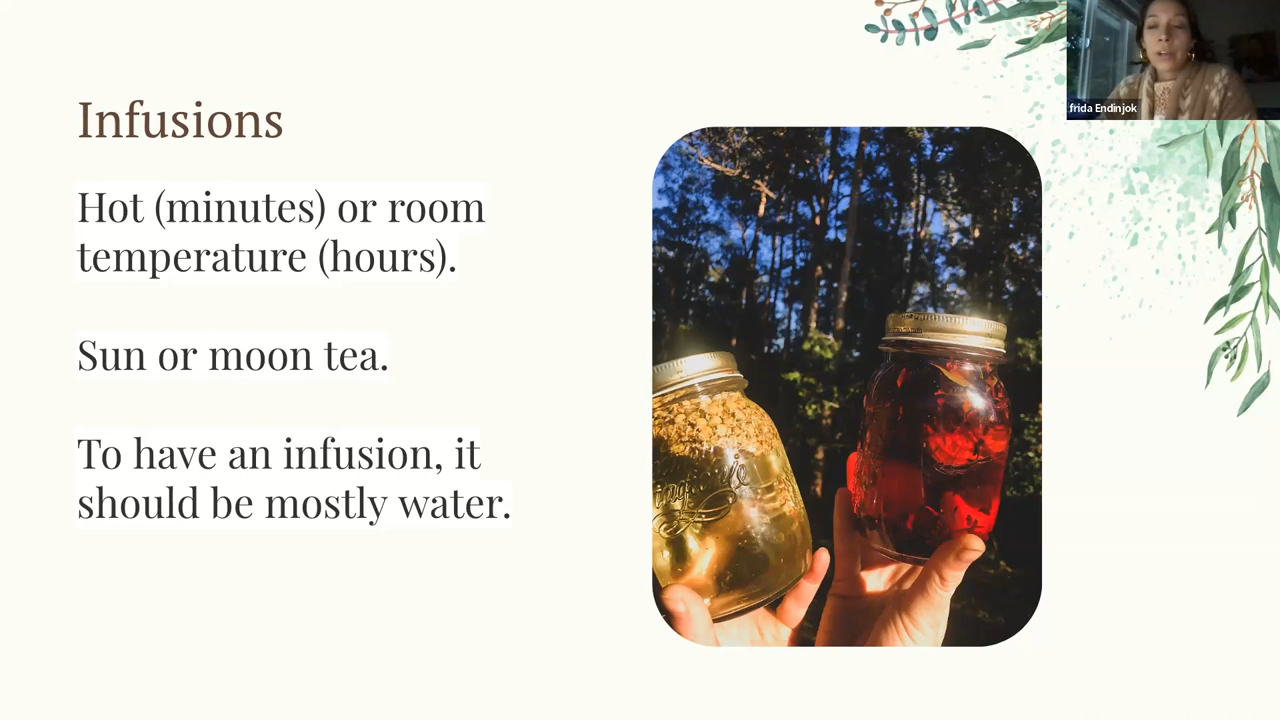 Infusions
Hot (minutes) or room
temperature (hours).
Sun or moon tea.
To have an infusion, it
should be mostly water.
frida Endinjok